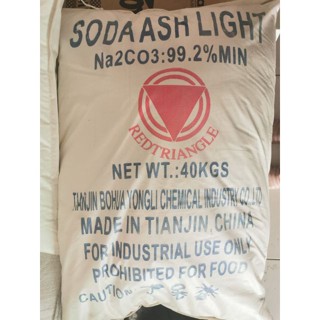 SODA ASH LIGHT
Na2CO3:99.2%MIN
REDTRIANGLE
NET WT.:40KGS
TIANJIN BOHUA YONGLI CHEMICAL INDUSTRY CO.LTD
MADE IN TIANJIN, CHINA
FOR INDUSTRIAL USE ONLY
PROHIBITED FOR FOOD
CAUTION